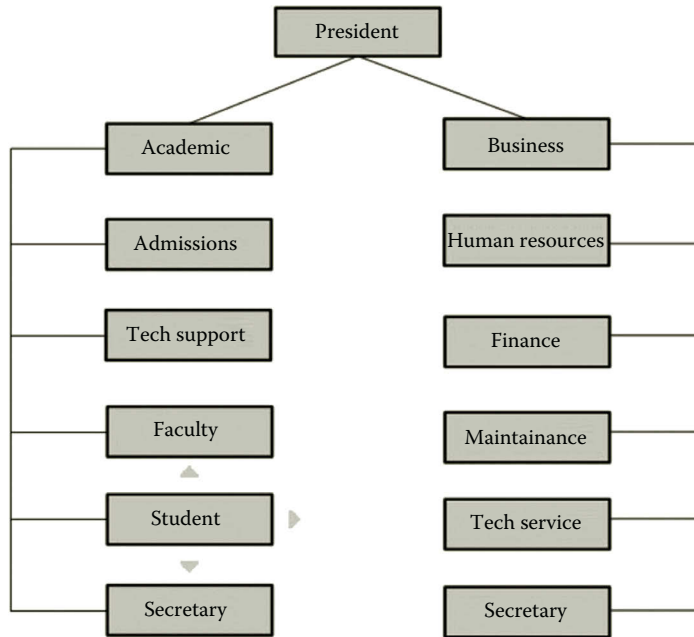 President
Academic
Business
Admissions
Human resources
Tech support
Finance
Faculty
Maintainance
Student
Tech service
Secretary
Secretary